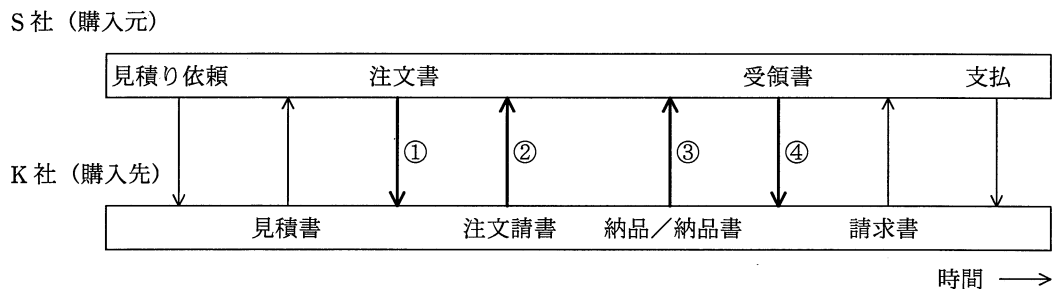 S社(購入元)
見積り依頼 注文書 受領書 支払
① ② ③ ④
K社(購入先)
見積書 注文請書 納品/納品書 請求書
時間